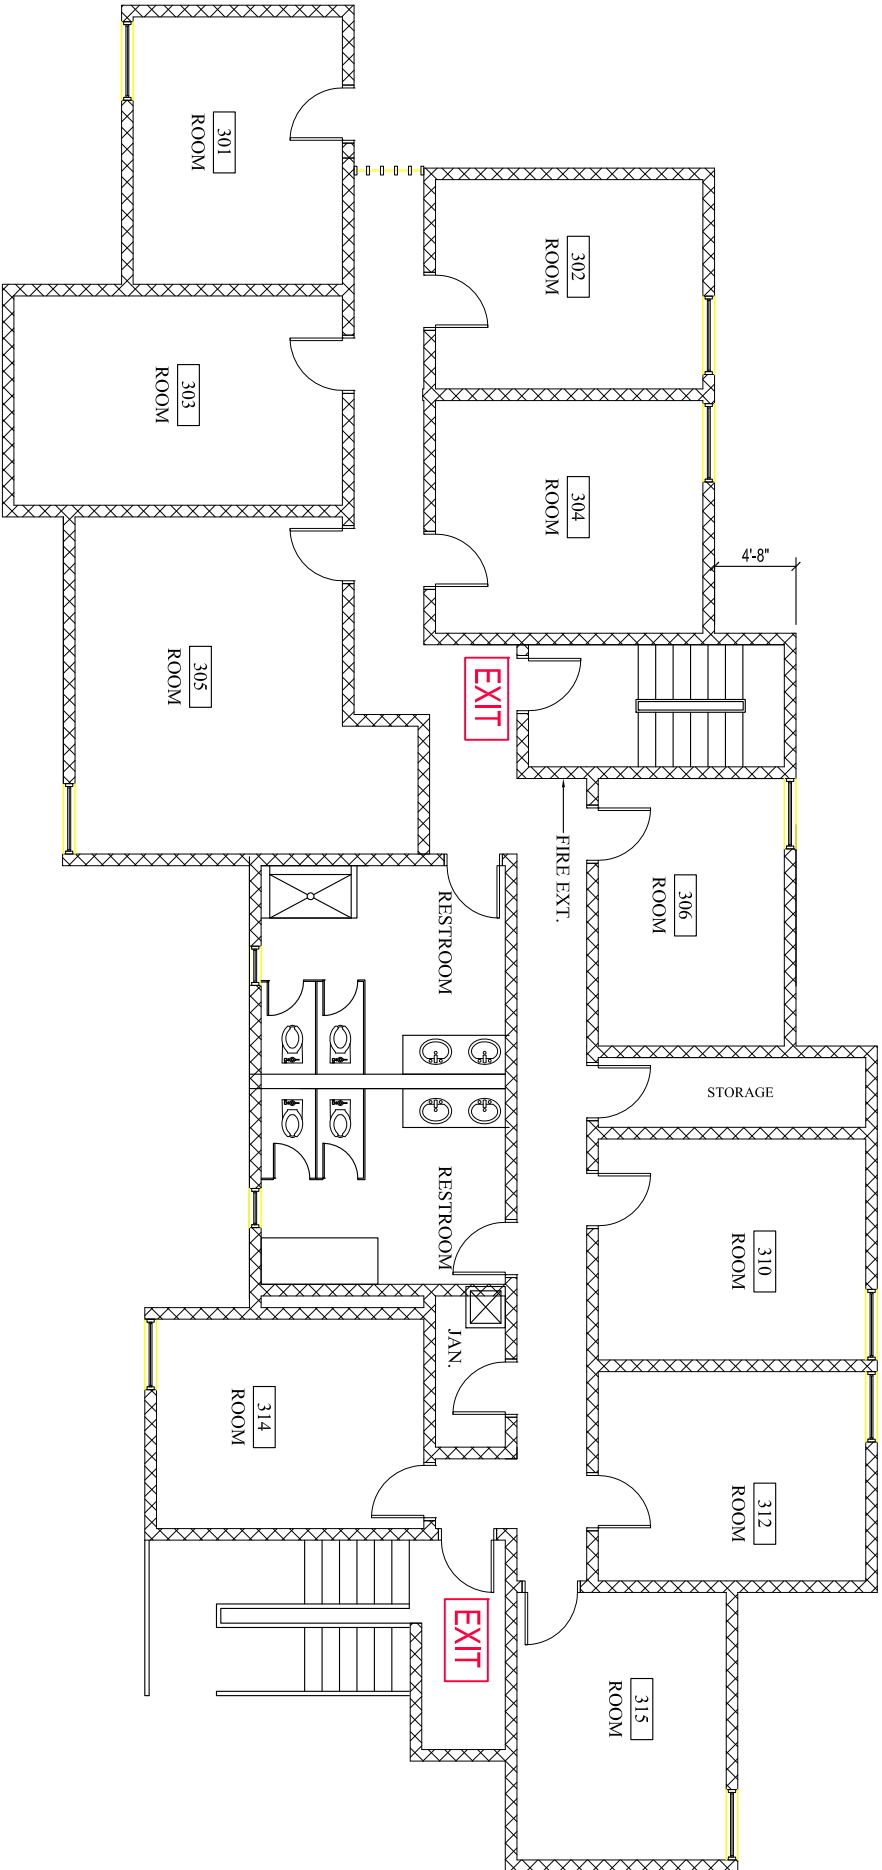 301
ROOM
302
ROOM
303
ROOM
304
ROOM
4'-8"
305
ROOM
EXIT
FIRE EXT.
306
ROOM
RESTROOM
STORAGE
RESTROOM
310
ROOM
JAN.
314
ROOM
312
ROOM
EXIT
315
ROOM